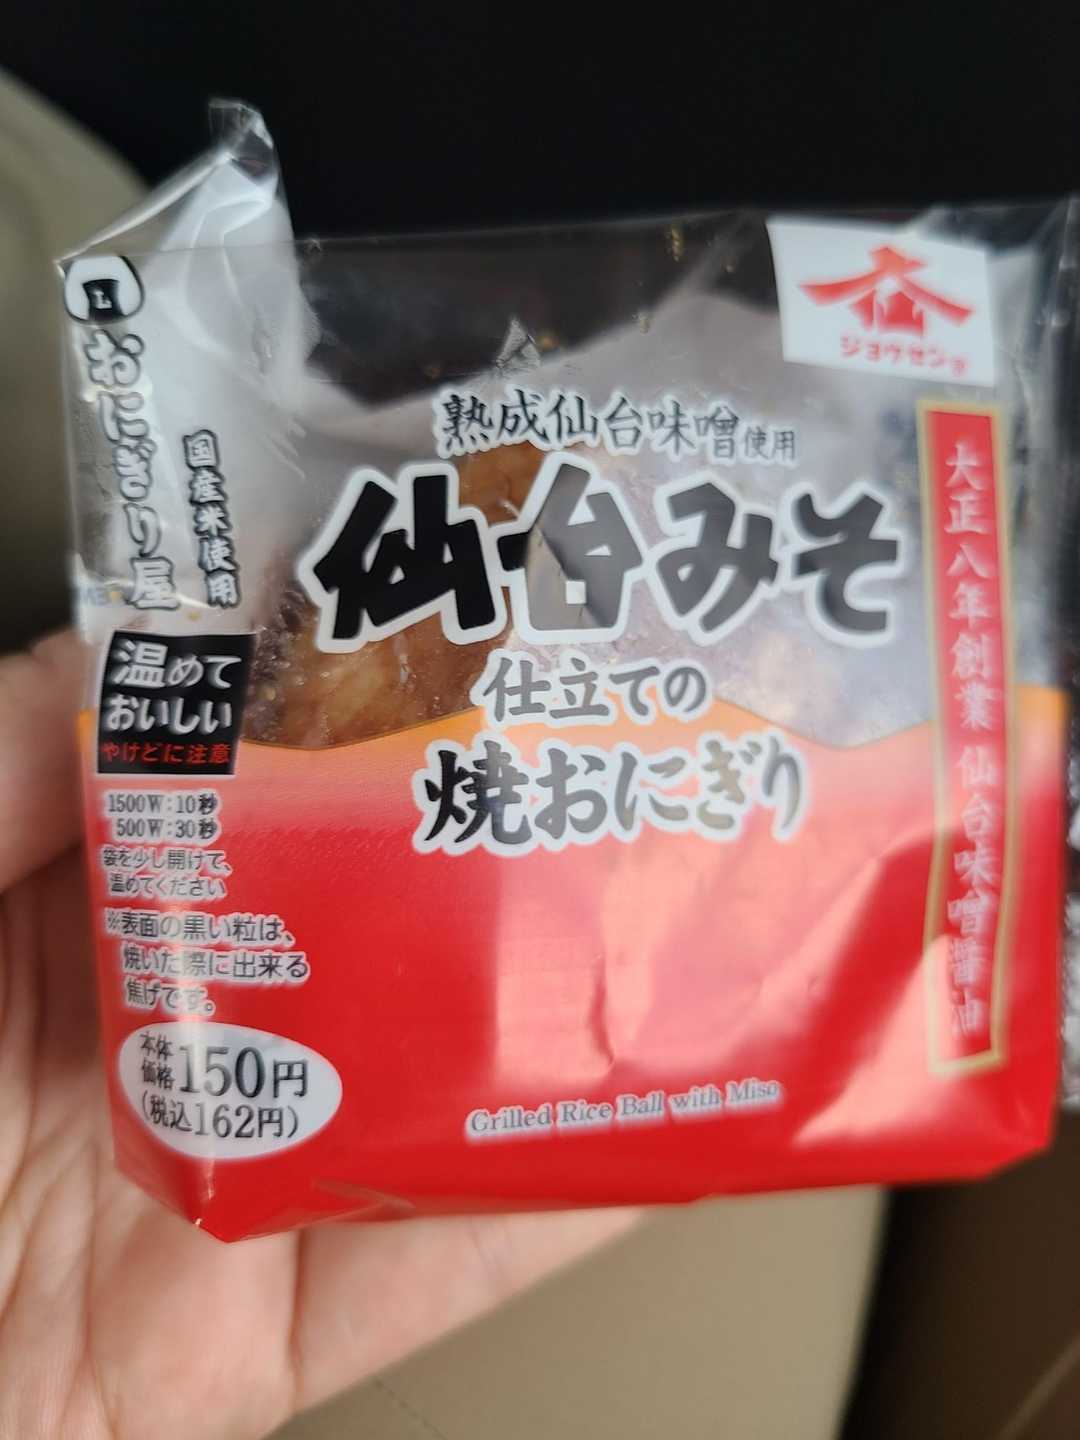 L
おにぎり屋
国産米使用
温めて
おいしい
やけどに注意
1500W:10秒
500W:30秒
袋を少し開けて、
温めてください
※表面の黒い粒は、
焼いた際に出来る
焦げです。
本体
価格150円
(税込162円)
仙
ジョウセン
熟成仙台味噌使用
仙台みそ
仕立ての
焼おにぎり
大正八年創業 仙台味噌醤油
Grilled Rice Ball with Miso